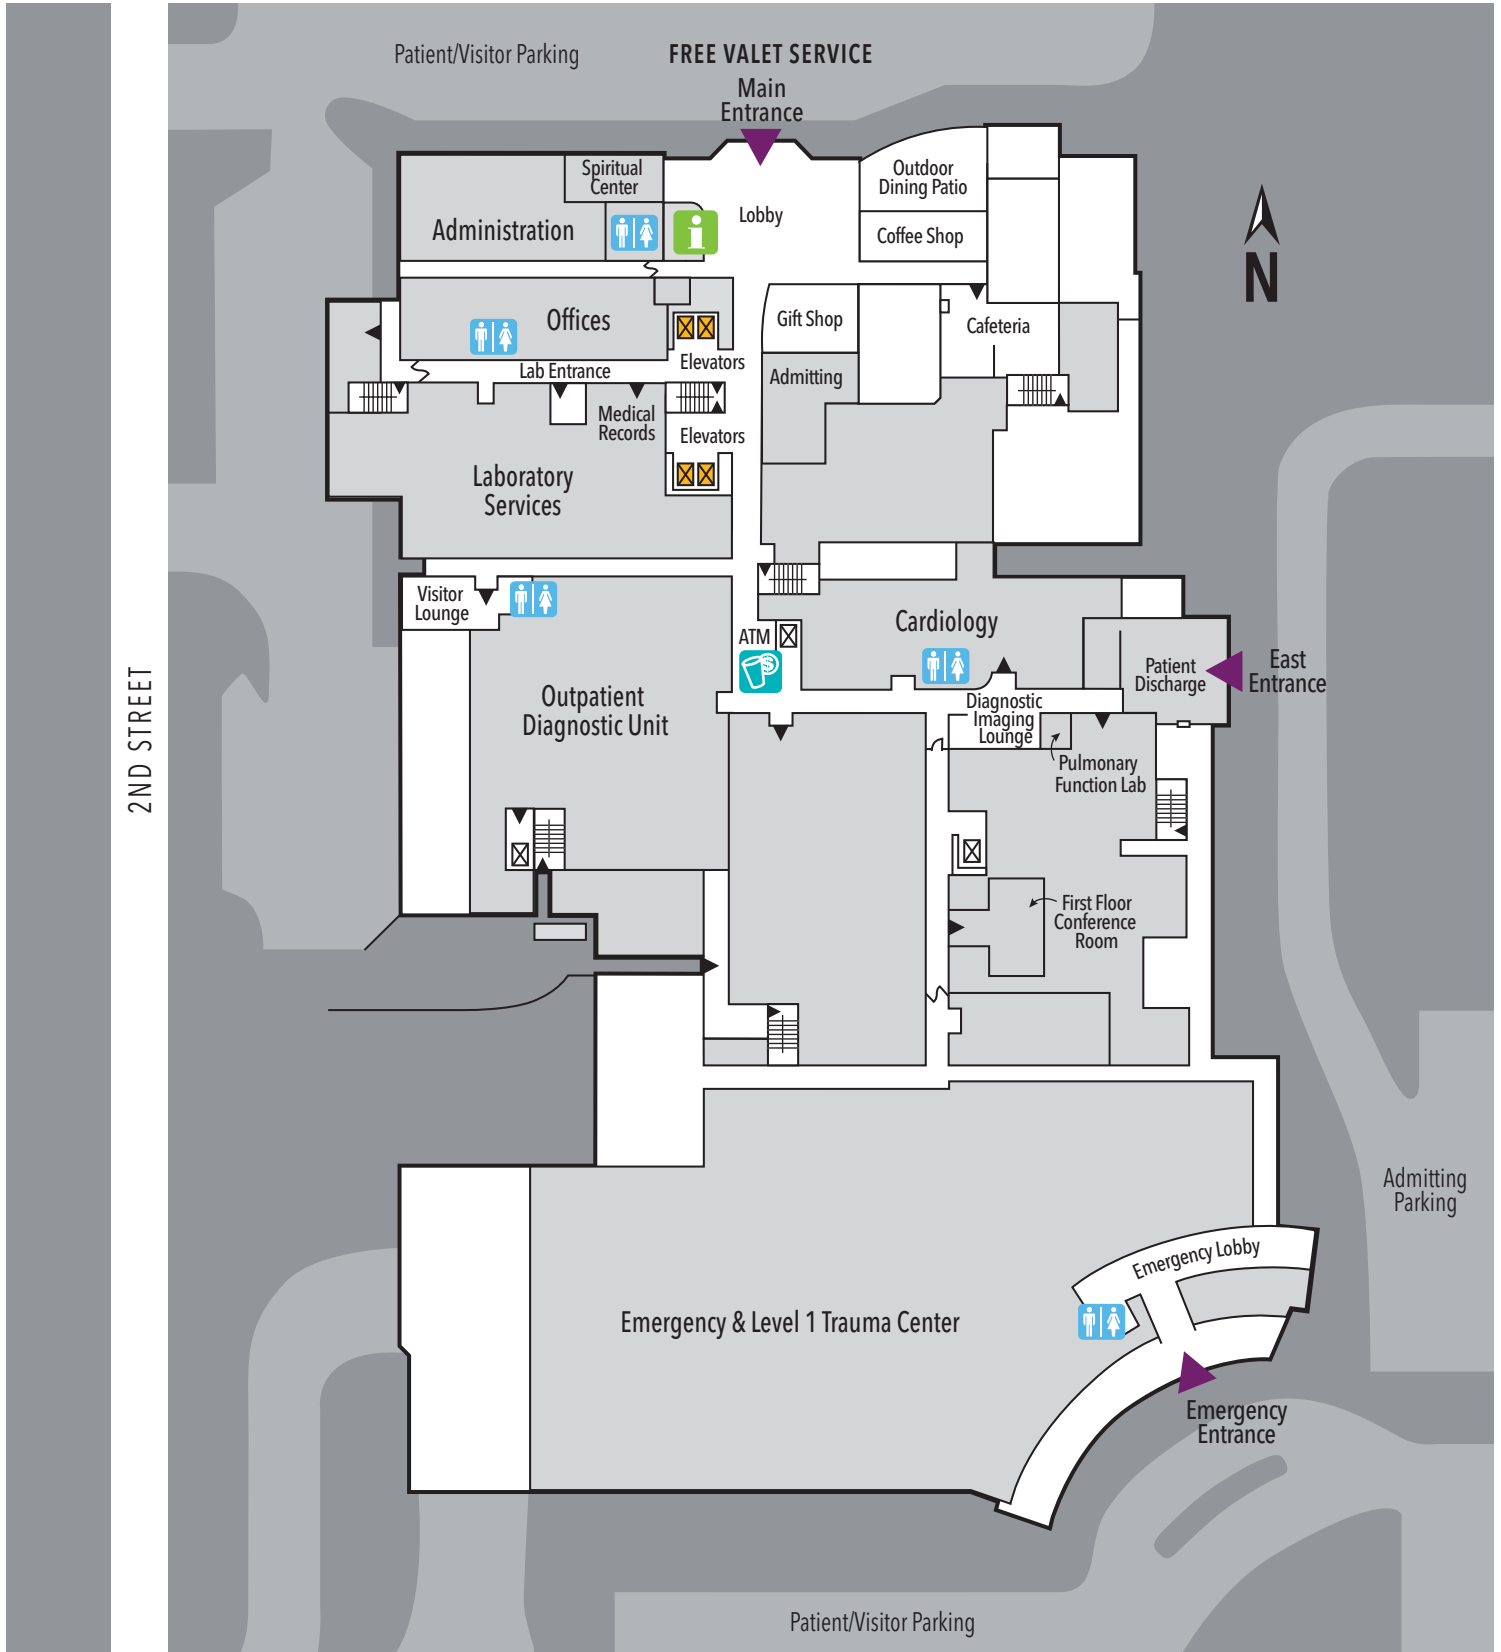 Patient/Visitor Parking
FREE VALET SERVICE
Main
Entrance
Spiritual
Center
Outdoor
Dining Patio
Administration
i
Lobby
Coffee Shop
N
Offices
Gift Shop
Cafeteria
Elevators
Lab Entrance
Admitting
Medical
Records
Elevators
Laboratory
Services
Visitor
Lounge
Cardiology
ATM
$
Patient
Discharge
East
Entrance
Outpatient
Diagnostic Unit
Diagnostic
Imaging
Lounge
2ND STREET
Pulmonary
Function Lab
First Floor
Conference
Room
Admitting
Parking
Emergency Lobby
Emergency & Level 1 Trauma Center
Emergency
Entrance
Patient/Visitor Parking